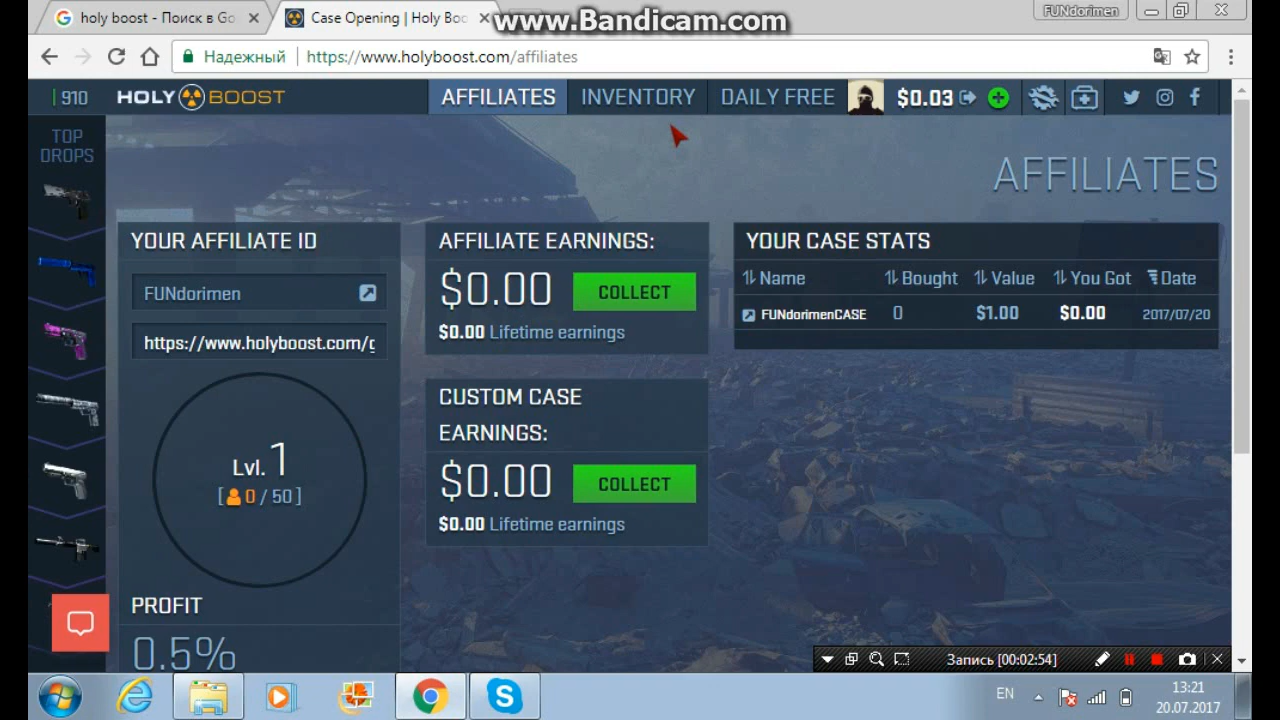 www.Bandicam.com
holy boost - Поиск в Go
Case Opening | Holy Boo
FUNdorimen
Надежный
https://www.holyboost.com/affiliates
910
HOLY BOOST
AFFILIATES
INVENTORY
DAILY FREE
$0.03
TOP
DROPS
AFFILIATES
YOUR AFFILIATE ID
FUNdorimen
https://www.holyboost.com/g
Lvl. 1
[ 0 / 50 ]
PROFIT
0.5%
AFFILIATE EARNINGS:
$0.00 COLLECT
$0.00 Lifetime earnings
CUSTOM CASE
EARNINGS:
$0.00 COLLECT
$0.00 Lifetime earnings
YOUR CASE STATS
Name Bought Value You Got Date
FUNdorimenCASE 0 $1.00 $0.00 2017/07/20
Запись [00:02:54]
EN
13:21
20.07.2017